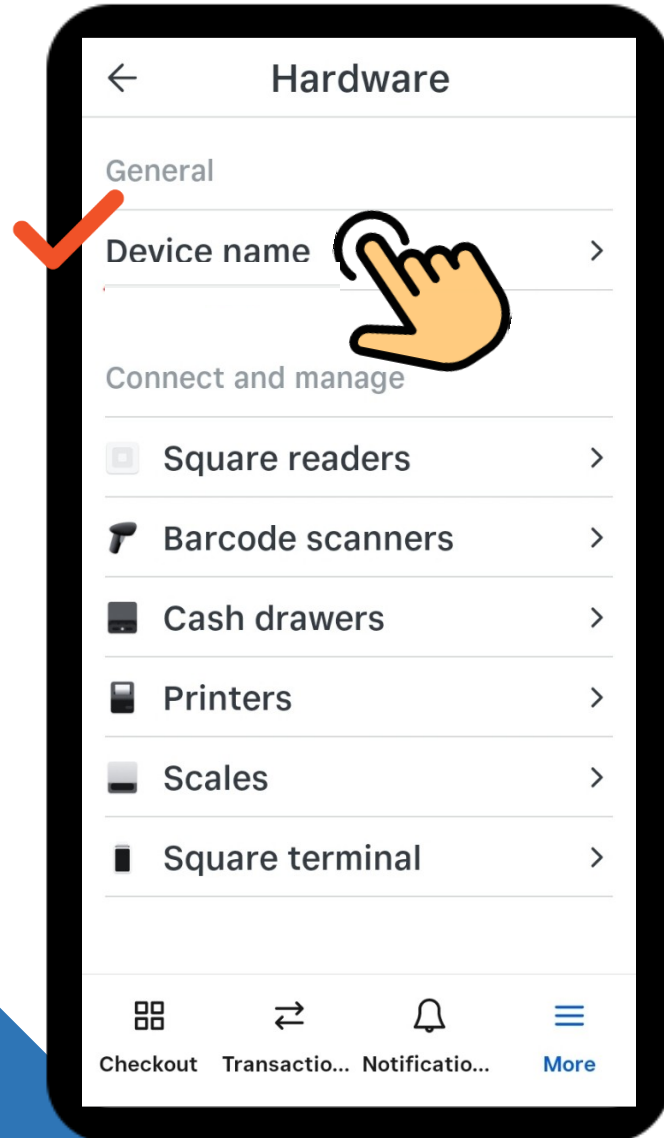 Hardware
General
Device name
Connect and manage
Square readers
Barcode scanners
Cash drawers
Printers
Scales
Square terminal
Checkout Transactio... Notificatio... More